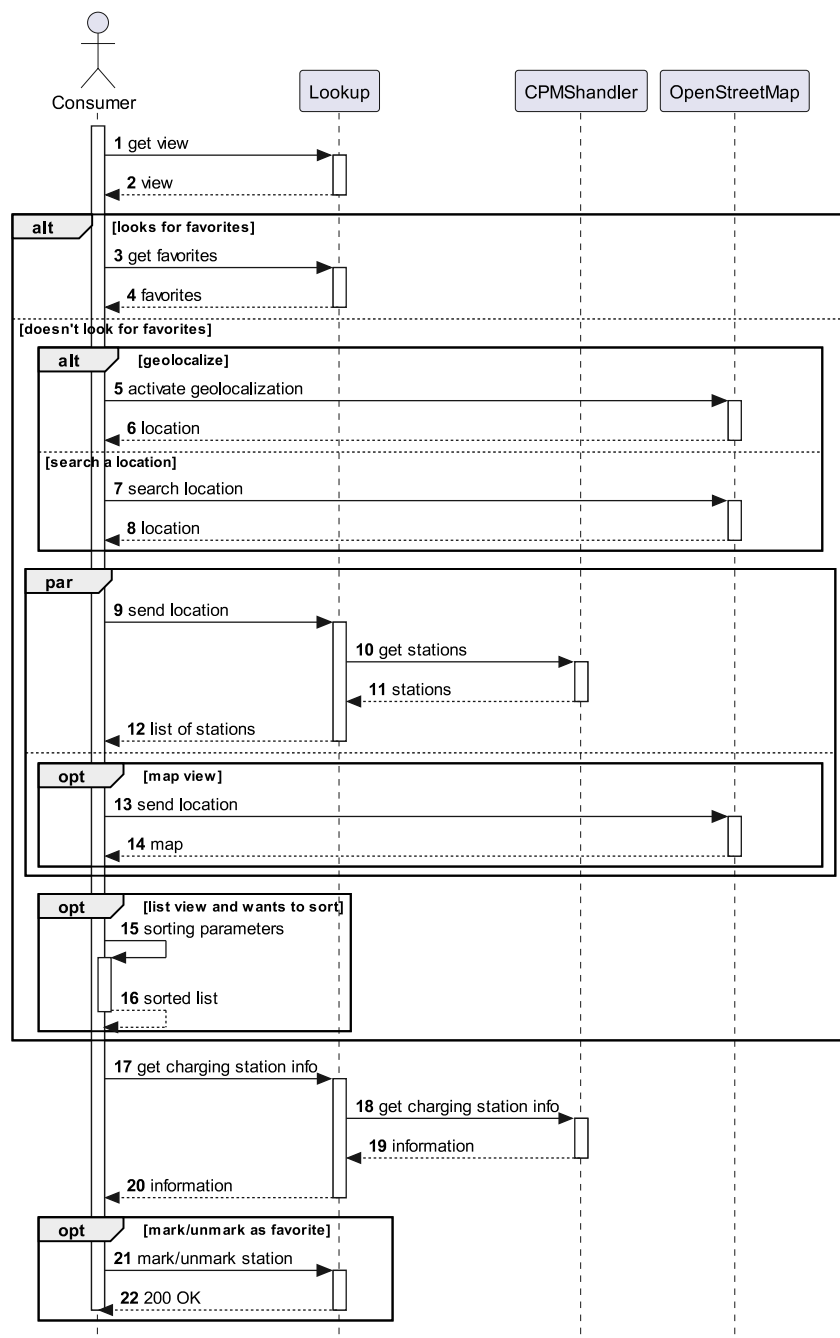 Consumer
Lookup
CPMShandler
OpenStreetMap
1 get view
2 view
alt [looks for favorites]
3 get favorites
4 favorites
[doesn't look for favorites]
alt [geolocalize]
5 activate geolocalization
6 location
[search a location]
7 search location
8 location
par
9 send location
10 get stations
11 stations
12 list of stations
opt [map view]
13 send location
14 map
opt [list view and wants to sort]
15 sorting parameters
16 sorted list
17 get charging station info
18 get charging station info
19 information
20 information
opt [mark/unmark as favorite]
21 mark/unmark station
22 200 OK